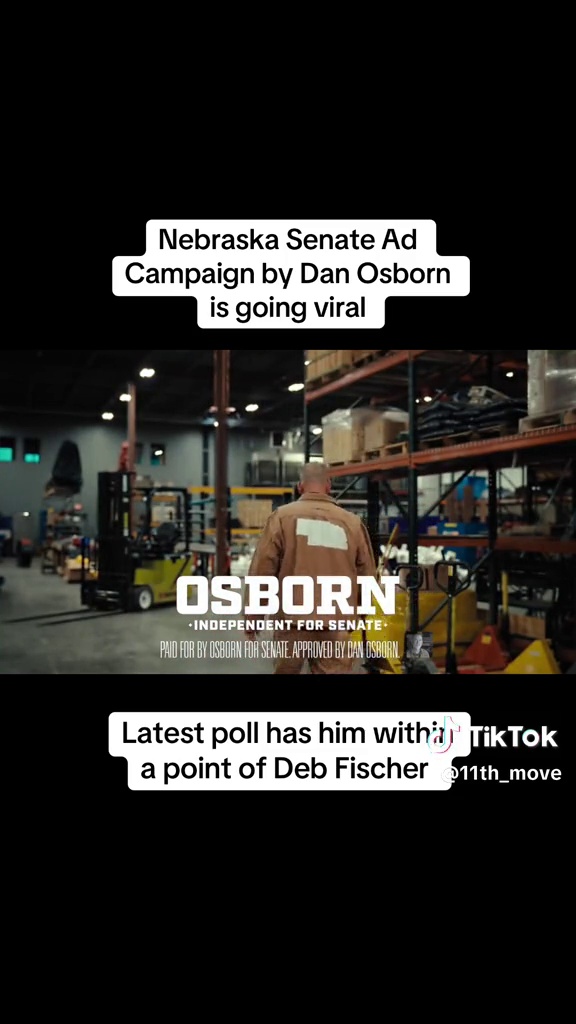 Nebraska Senate Ad
Campaign by Dan Osborn
is going viral
OSBORN
·INDEPENDENT FOR SENATE·
PAID FOR BY OSBORN FOR SENATE. APPROVED BY DAN OSBORN.
Latest poll has him within
a point of Deb Fischer
TikTok
@11th_move